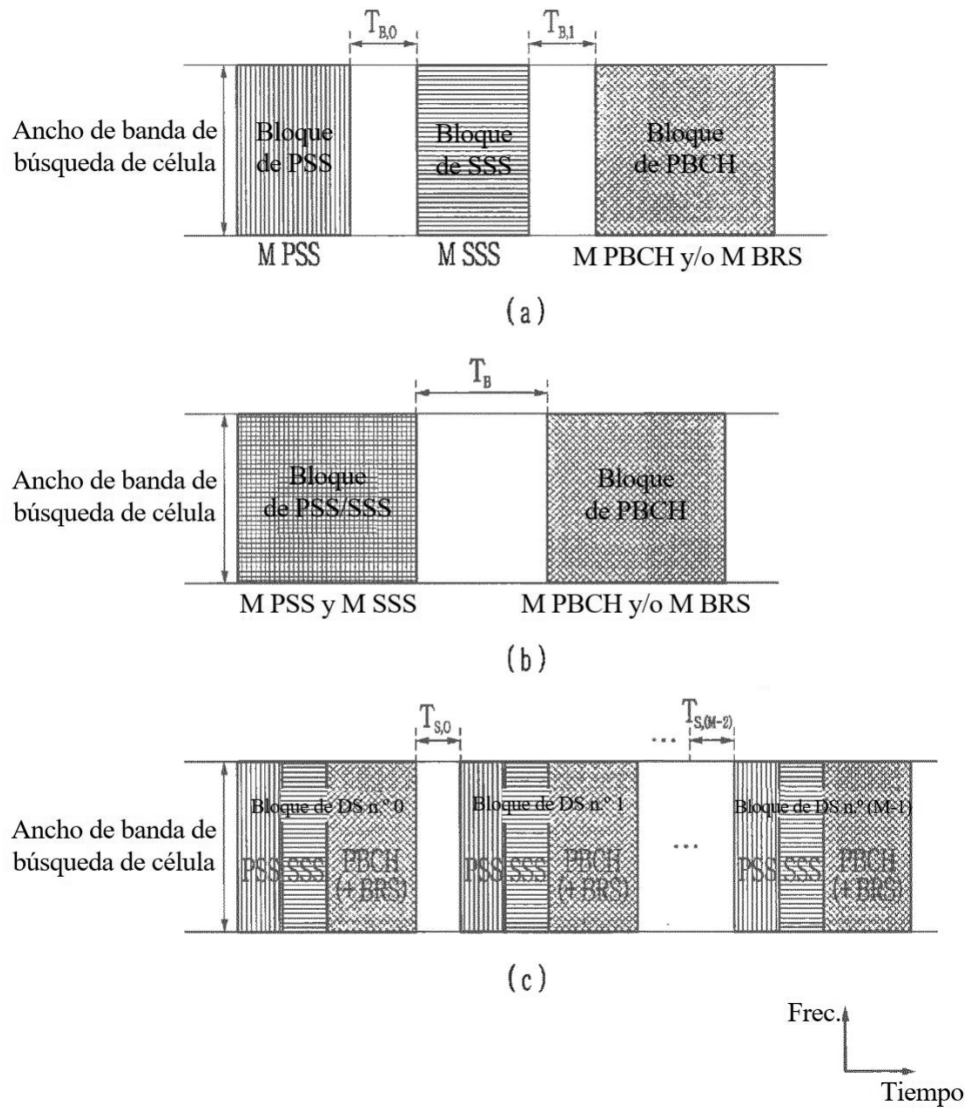 T_B,0 T_B,1
Ancho de banda de
búsqueda de célula
Bloque
de PSS
Bloque
de SSS
Bloque
de PBCH
M PSS M SSS M PBCH y/o M BRS
(a)
T_B
Ancho de banda de
búsqueda de célula
Bloque
de PSS/SSS
Bloque
de PBCH
M PSS y M SSS M PBCH y/o M BRS
(b)
T_S,0 ... T_S,(M-2)
Ancho de banda de
búsqueda de célula
Bloque de DS n.º 0 Bloque de DS n.º 1 Bloque de DS n.º (M-1)
PSS SSS PBCH
(+BRS)
PSS SSS PBCH
(+BRS)
...
PSS SSS PBCH
(+BRS)
(c)
Frec.
Tiempo